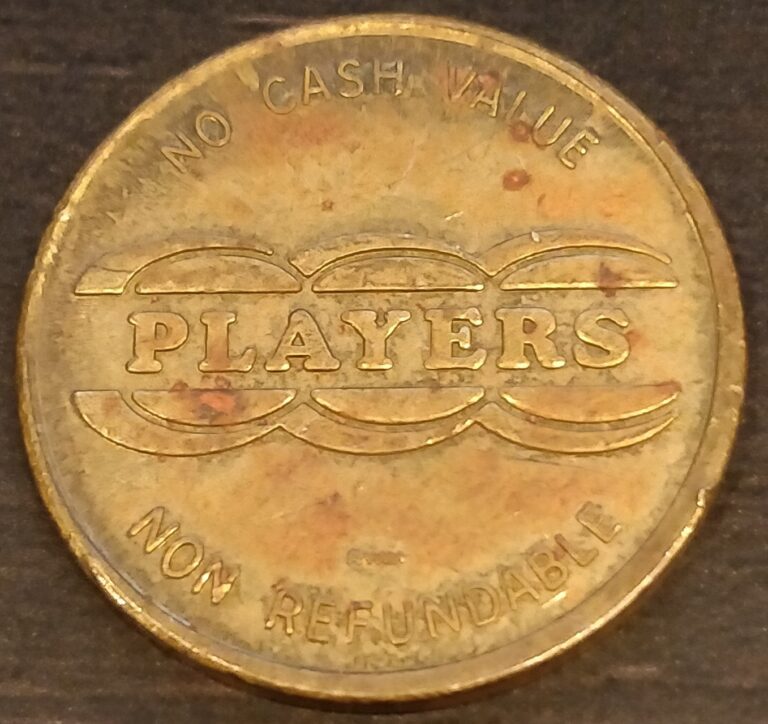 NO CASH VALUE
PLAYERS
NON REFUNDABLE